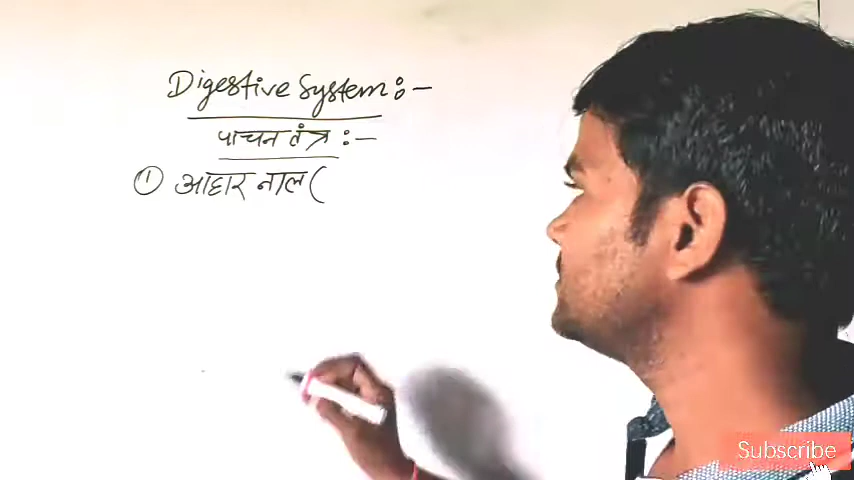 Digestive System :-
पाचन तंत्र :-
① आहार नाल (
Subscribe